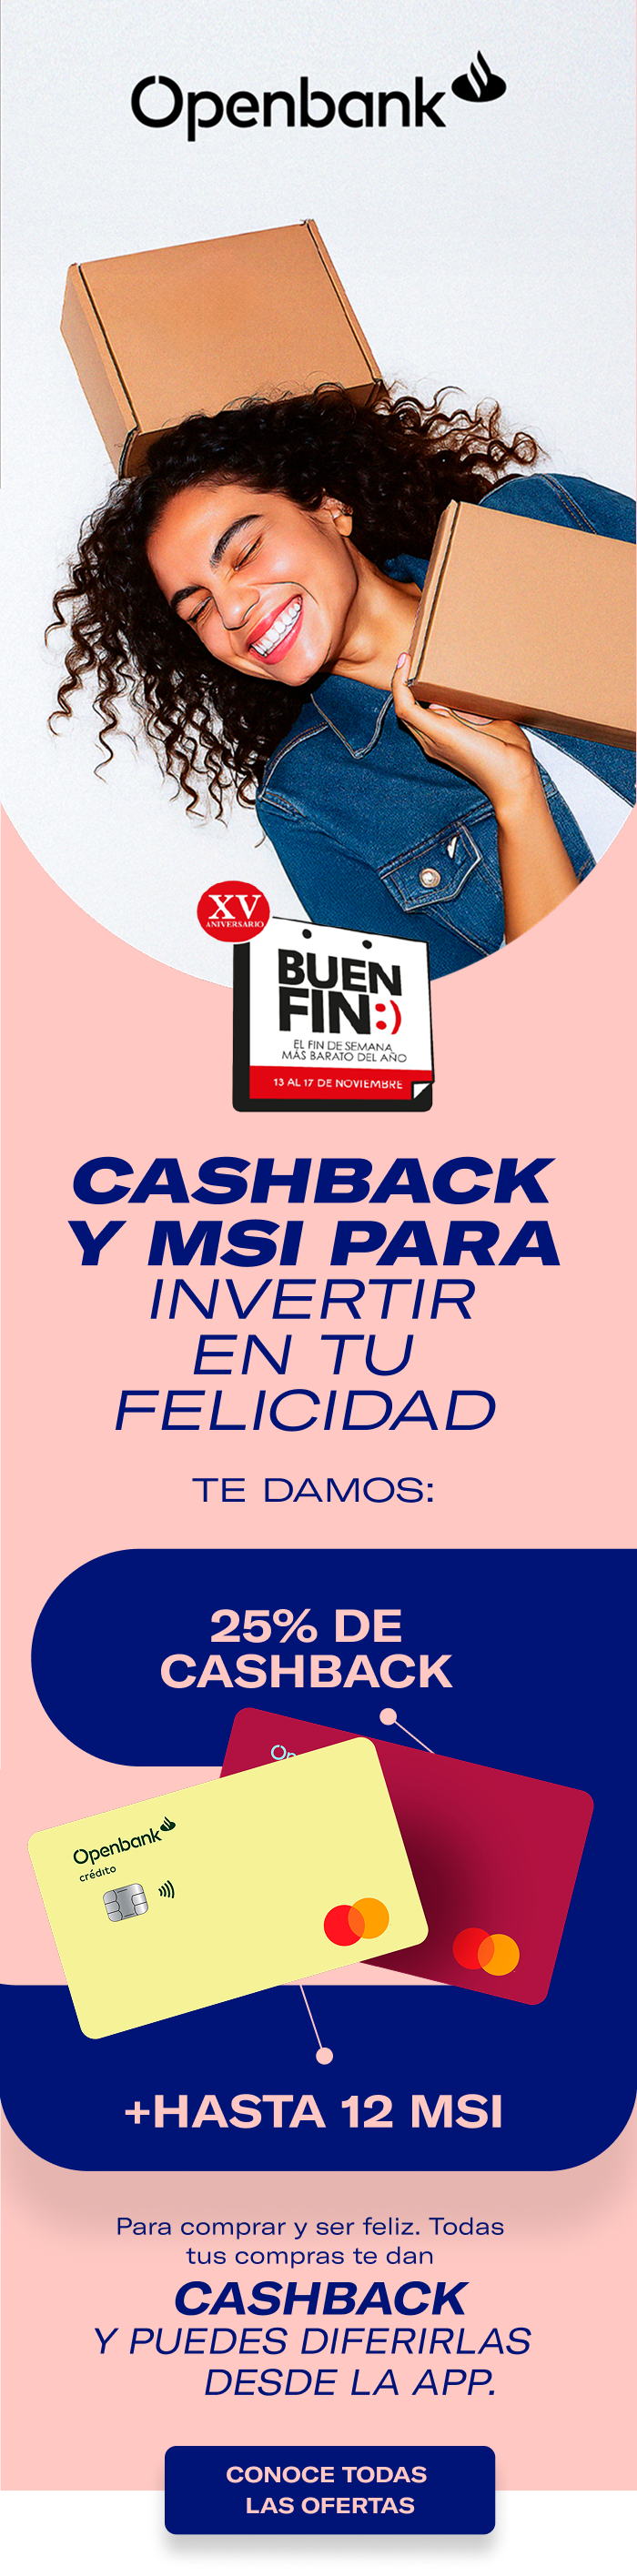 Openbank
XV
ANIVERSARIO
BUEN
FIN:)
EL FIN DE SEMANA
MÁS BARATO DEL AÑO
13 AL 17 DE NOVIEMBRE
CASHBACK
Y MSI PARA
INVERTIR
EN TU
FELICIDAD
TE DAMOS:
25% DE
CASHBACK
Op
Openbank
crédito
+HASTA 12 MSI
Para comprar y ser feliz. Todas
tus compras te dan
CASHBACK
Y PUEDES DIFERIRLAS
DESDE LA APP.
CONOCE TODAS
LAS OFERTAS